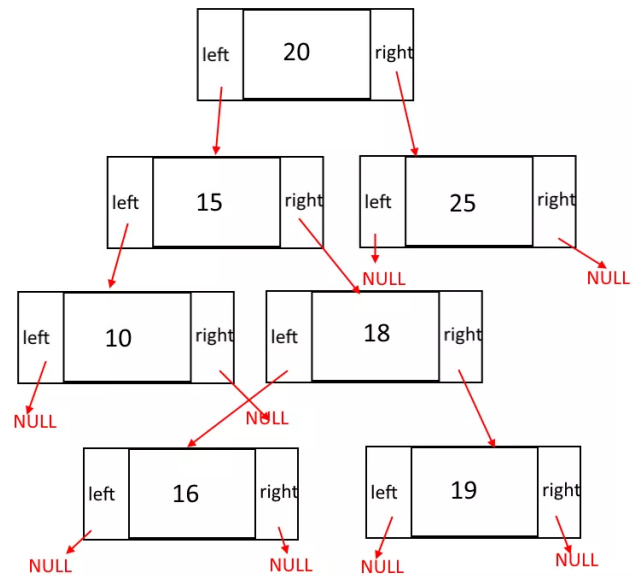 left 20 right
left 15 right left 25 right
NULL NULL
left 10 right left 18 right
NULL NULL
left 16 right left 19 right
NULL NULL NULL NULL